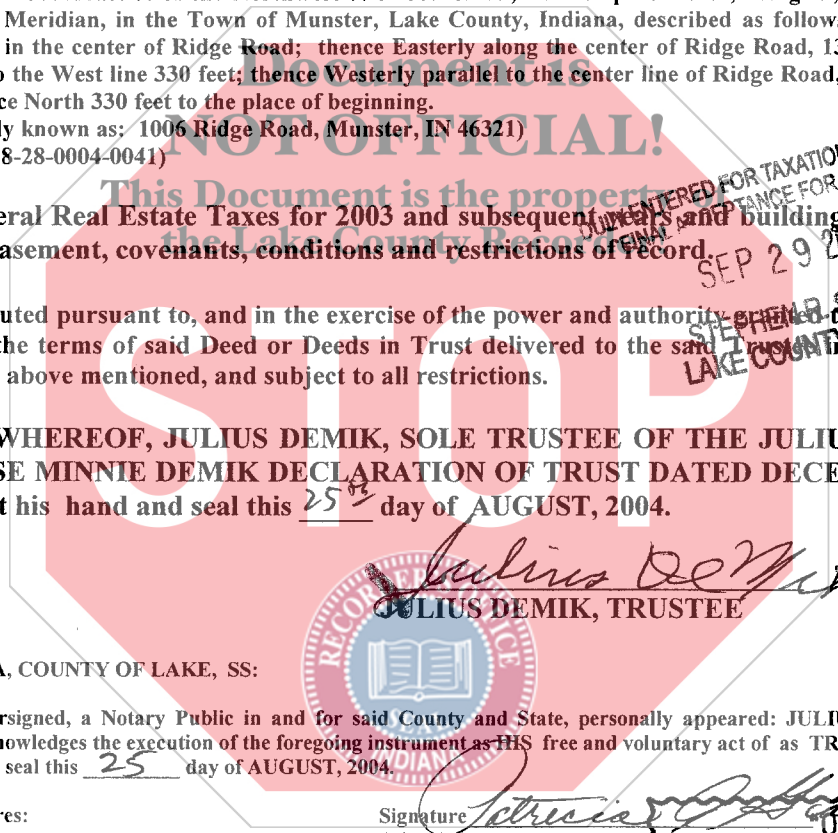 Meridian, in the Town of Munster, Lake County, Indiana, described as follow
in the center of Ridge Road; thence Easterly along the center of Ridge Road, 13
o the West line 330 feet; thence Westerly parallel to the center line of Ridge Road,
ce North 330 feet to the place of beginning.
ly known as: 1006 Ridge Road, Munster, IN 46321)
8-28-0004-0041)
Document is
NOT OFFICIAL!
This Document is the property of
the Lake County Recorder!
STOP
eral Real Estate Taxes for 2003 and subsequent years and building
asement, covenants, conditions and restrictions of record.
DULY ENTERED FOR TAXATION
FINAL ACCEPTANCE FOR
SEP 29 2
STEPHEN R.
LAKE COUNT
uted pursuant to, and in the exercise of the power and authority granted t
the terms of said Deed or Deeds in Trust delivered to the said Trustee in
above mentioned, and subject to all restrictions.
WHEREOF, JULIUS DEMIK, SOLE TRUSTEE OF THE JULIU
SE MINNIE DEMIK DECLARATION OF TRUST DATED DECE
t his hand and seal this 25 day of AUGUST, 2004.
Julius DeMik
JULIUS DEMIK, TRUSTEE
RECORDER'S OFFICE
SEAL
INDIANA
A, COUNTY OF LAKE, SS:
rsigned, a Notary Public in and for said County and State, personally appeared: JULIU
nowledges the execution of the foregoing instrument as HIS free and voluntary act of as TR
seal this 25 day of AUGUST, 2004.
res:
Signature Patricia